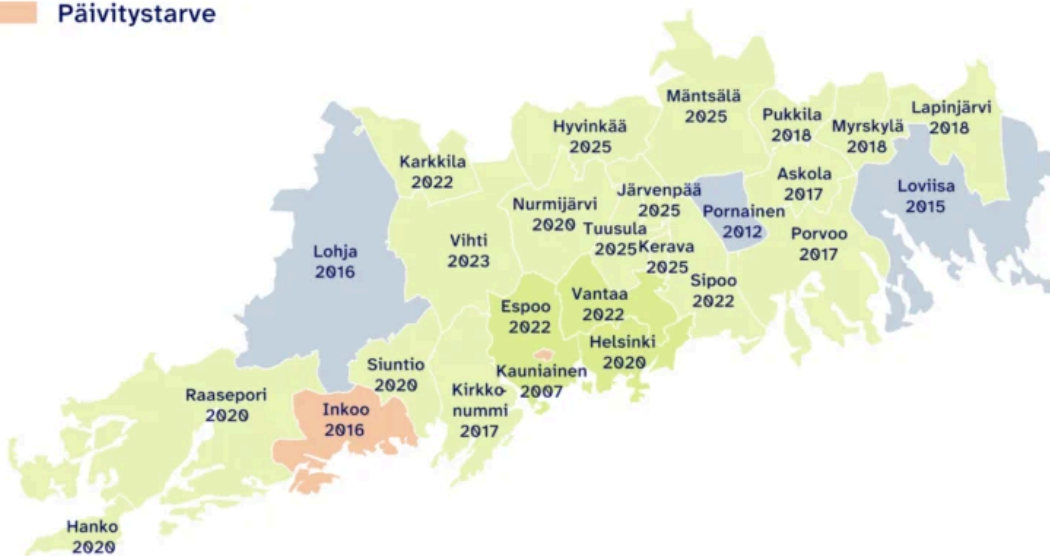 Päivitystarve
Mäntsälä
2025
Pukkila
2018
Myrskylä
2018
Lapinjärvi
2018
Hyvinkää
2025
Karkkila
2022
Askola
2017
Loviisa
2015
Järvenpää
2025
Nurmijärvi
2020
Pornainen
2012
Tuusula
2025
Kerava
2025
Porvoo
2017
Vihti
2023
Lohja
2016
Sipoo
2022
Espoo
2022
Vantaa
2022
Helsinki
2020
Kauniainen
2007
Siuntio
2020
Kirkko-
nummi
2017
Raasepori
2020
Inkoo
2016
Hanko
2020